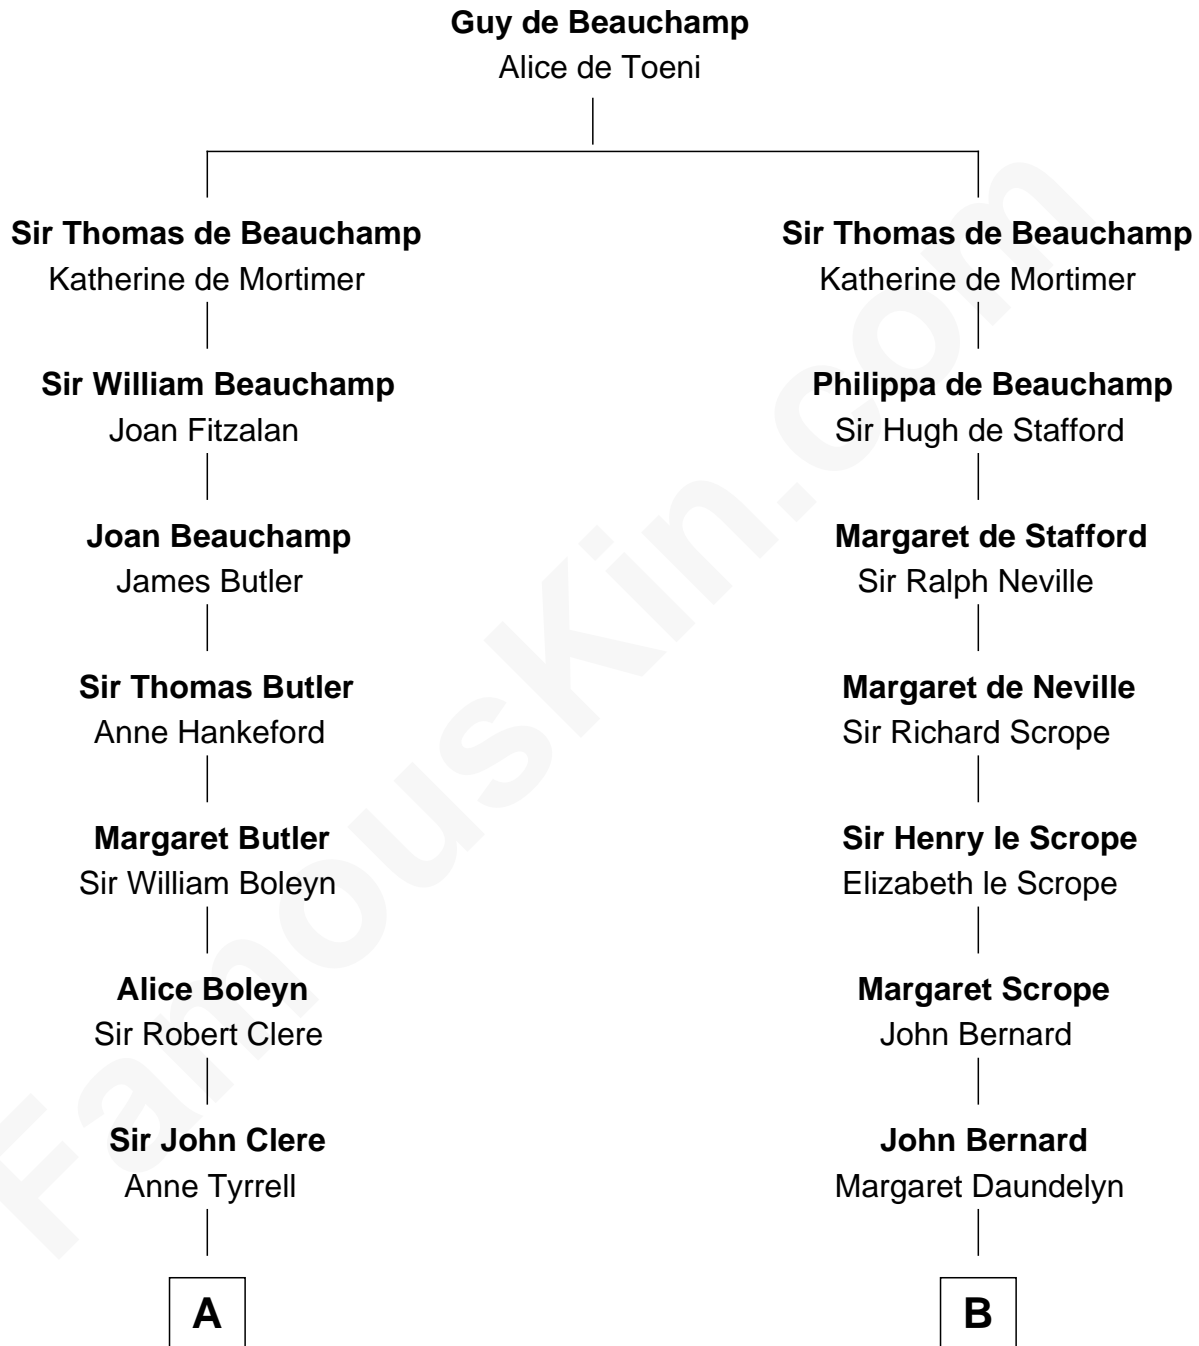 Guy de Beauchamp
Alice de Toeni
Sir Thomas de Beauchamp
Katherine de Mortimer
Sir William Beauchamp
Joan Fitzalan
Joan Beauchamp
James Butler
Sir Thomas Butler
Anne Hankeford
Margaret Butler
Sir William Boleyn
Alice Boleyn
Sir Robert Clere
Sir John Clere
Anne Tyrrell
A
Sir Thomas de Beauchamp
Katherine de Mortimer
Philippa de Beauchamp
Sir Hugh de Stafford
Margaret de Stafford
Sir Ralph Neville
Margaret de Neville
Sir Richard Scrope
Sir Henry le Scrope
Elizabeth le Scrope
Margaret Scrope
John Bernard
John Bernard
Margaret Daundelyn
B
FamousKin.com